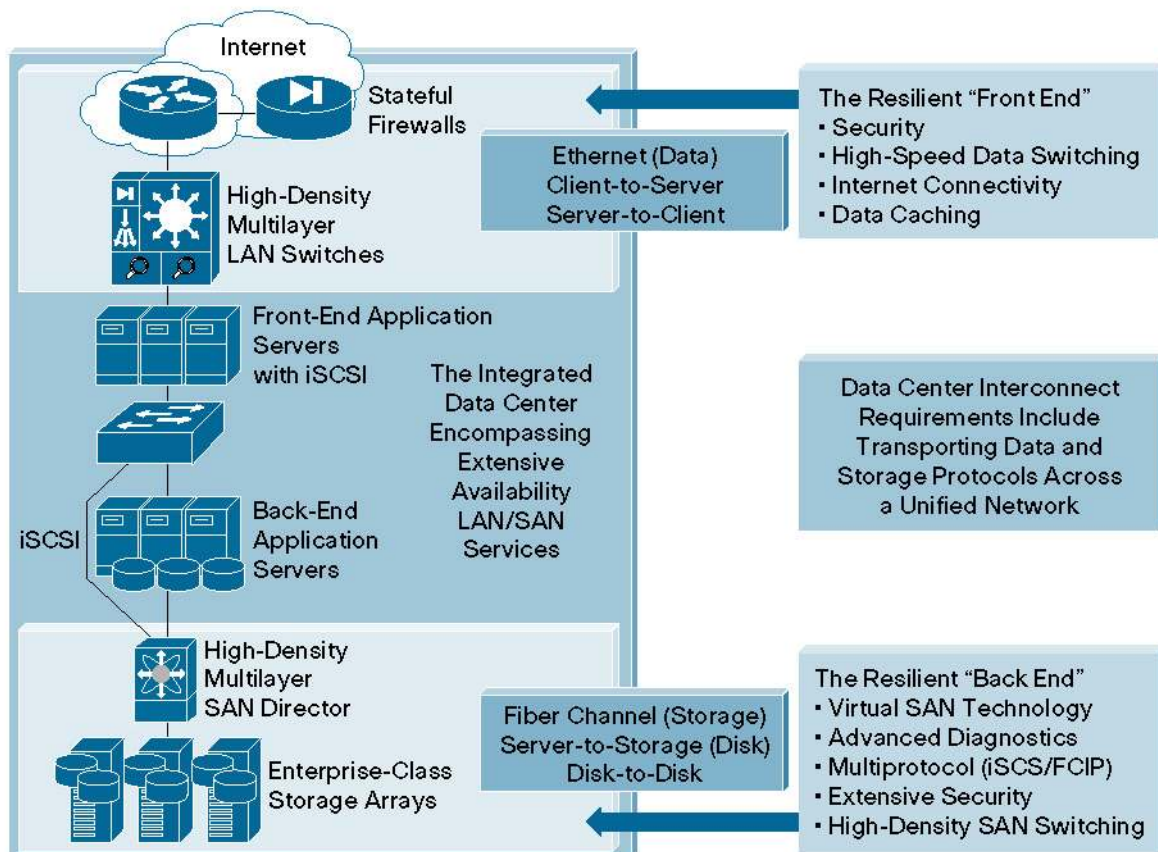 Internet
Stateful
Firewalls
High-Density
Multilayer
LAN Switches
Front-End Application
Servers
with iSCSI
iSCSI
Back-End
Application
Servers
The Integrated
Data Center
Encompassing
Extensive
Availability
LAN/SAN
Services
High-Density
Multilayer
SAN Director
Enterprise-Class
Storage Arrays
Ethernet (Data)
Client-to-Server
Server-to-Client
Fiber Channel (Storage)
Server-to-Storage (Disk)
Disk-to-Disk
The Resilient “Front End”
▪ Security
▪ High-Speed Data Switching
▪ Internet Connectivity
▪ Data Caching
Data Center Interconnect
Requirements Include
Transporting Data and
Storage Protocols Across
a Unified Network
The Resilient “Back End”
▪ Virtual SAN Technology
▪ Advanced Diagnostics
▪ Multiprotocol (iSCS/FCIP)
▪ Extensive Security
▪ High-Density SAN Switching